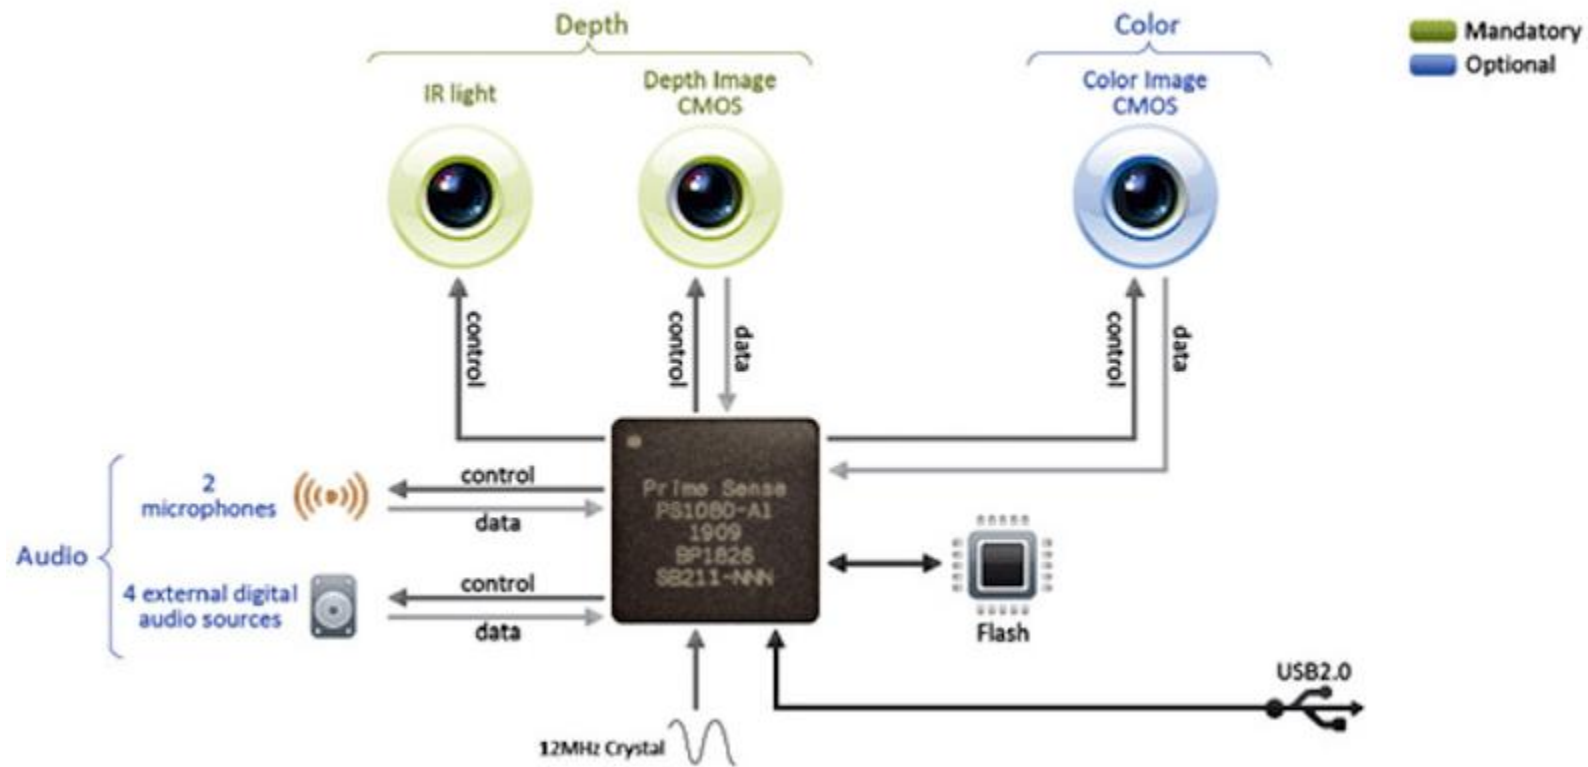 Depth
Color
Mandatory
Optional
IR light
Depth Image
CMOS
Color Image
CMOS
control
control
data
control
data
Audio
2
microphones
control
data
4 external digital
audio sources
control
data
Prime Sense
PS1080-A1
1909
BP1826
SB211-NNN
Flash
USB2.0
12MHz Crystal